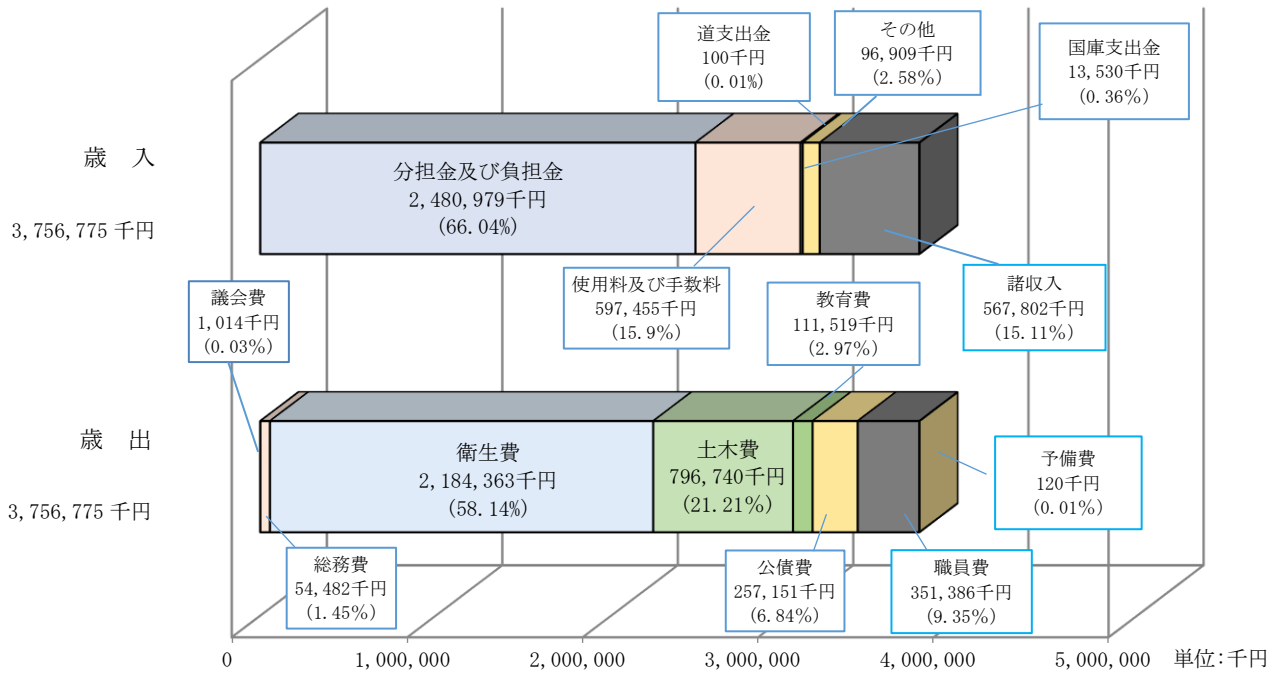 道支出金
100千円
(0.01%)
その他
96,909千円
(2.58%)
国庫支出金
13,530千円
(0.36%)
歳　入
3,756,775 千円
分担金及び負担金
2,480,979千円
(66.04%)
使用料及び手数料
597,455千円
(15.9%)
諸収入
567,802千円
(15.11%)
議会費
1,014千円
(0.03%)
教育費
111,519千円
(2.97%)
歳　出
3,756,775 千円
衛生費
2,184,363千円
(58.14%)
土木費
796,740千円
(21.21%)
予備費
120千円
(0.01%)
総務費
54,482千円
(1.45%)
公債費
257,151千円
(6.84%)
職員費
351,386千円
(9.35%)
0 1,000,000 2,000,000 3,000,000 4,000,000 5,000,000 単位:千円